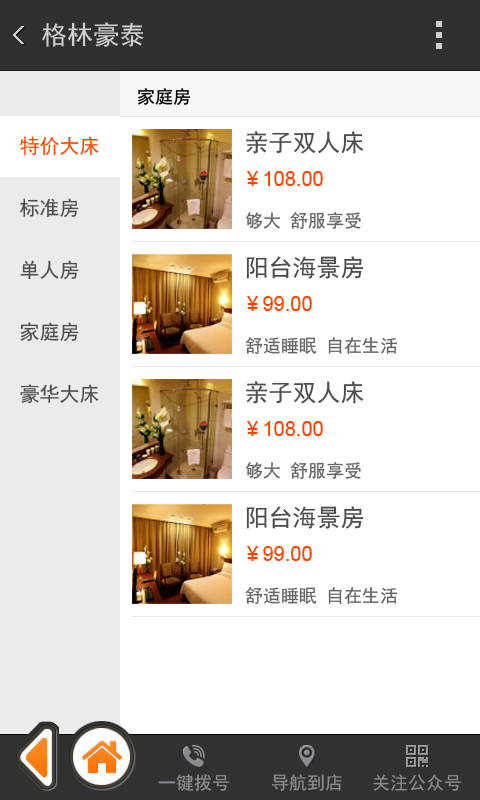 格林豪泰
特价大床
标准房
单人房
家庭房
豪华大床
家庭房
亲子双人床
￥108.00
够大 舒服享受
阳台海景房
￥99.00
舒适睡眠 自在生活
亲子双人床
￥108.00
够大 舒服享受
阳台海景房
￥99.00
舒适睡眠 自在生活
一键拨号
导航到店
关注公众号